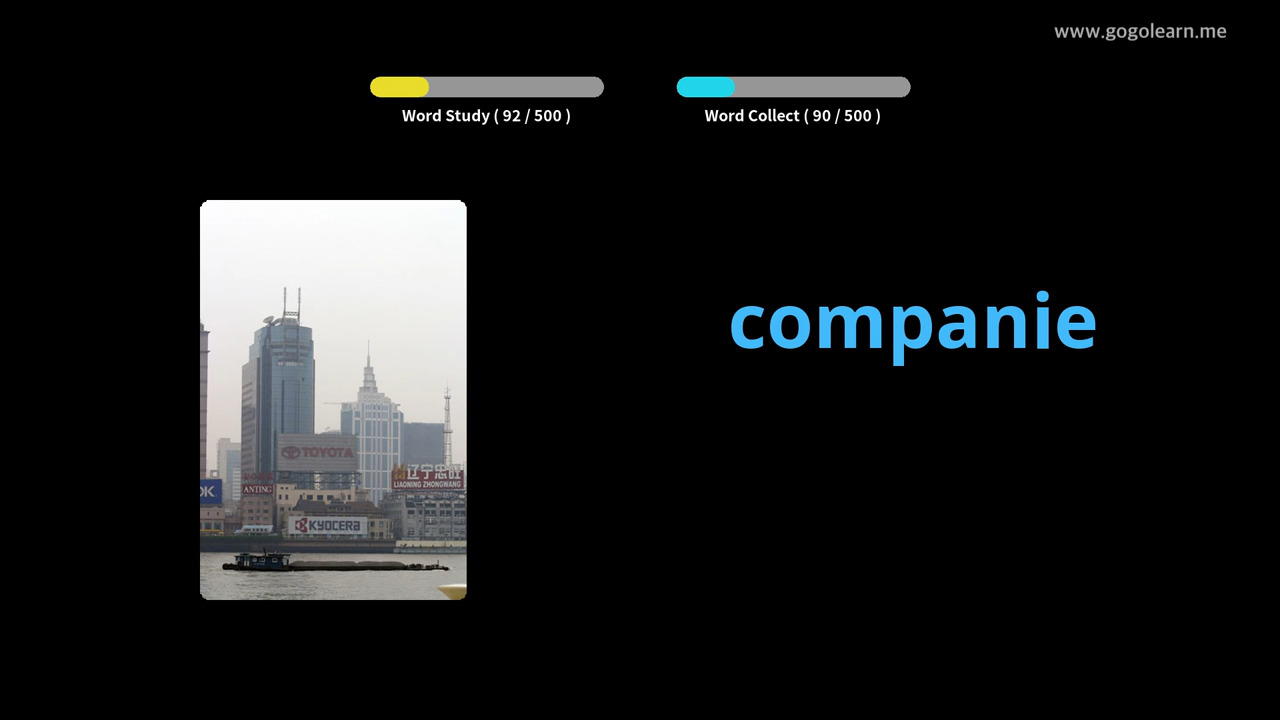 www.gogolearn.me
Word Study ( 92 / 500 )
Word Collect ( 90 / 500 )
companie
TOYOTA
辽宁忠旺
LIAONING ZHONGWANG
ANTING
KYOCERA